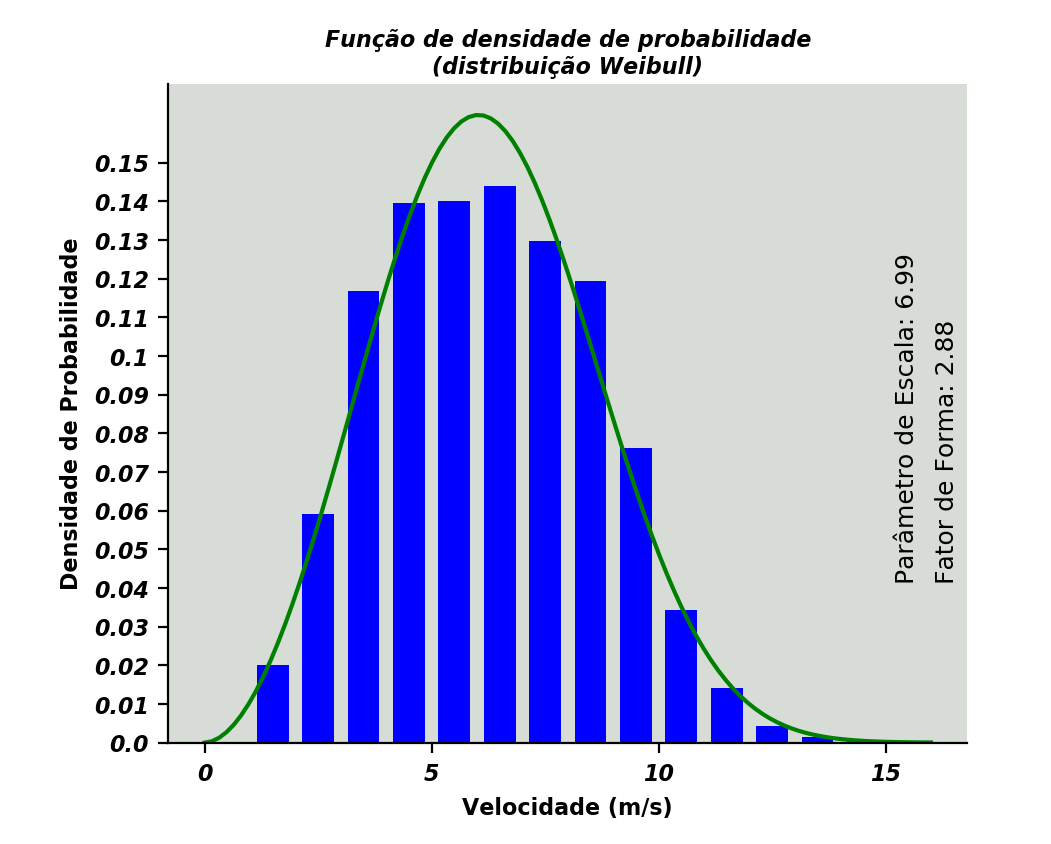 Função de densidade de probabilidade
(distribuição Weibull)
Densidade de Probabilidade
0.15
0.14
0.13
0.12
0.11
0.1
0.09
0.08
0.07
0.06
0.05
0.04
0.03
0.02
0.01
0.0
Parâmetro de Escala: 6.99
Fator de Forma: 2.88
0 5 10 15
Velocidade (m/s)